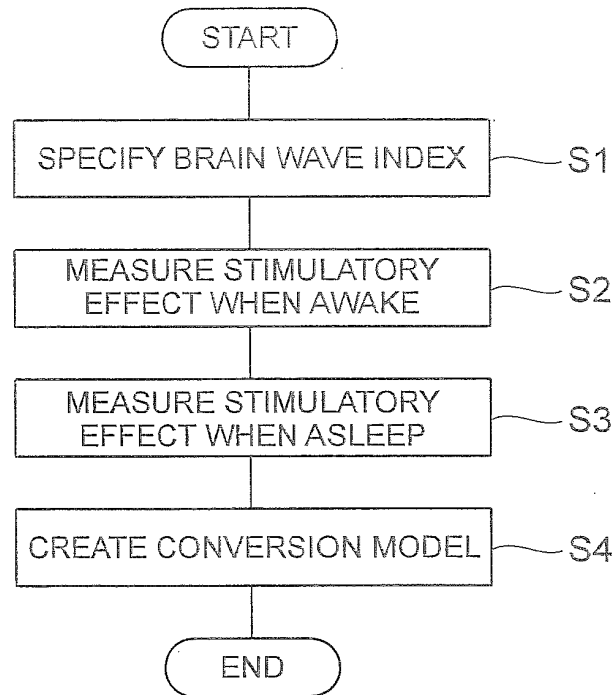 START
SPECIFY BRAIN WAVE INDEX
S1
MEASURE STIMULATORY
EFFECT WHEN AWAKE
S2
MEASURE STIMULATORY
EFFECT WHEN ASLEEP
S3
CREATE CONVERSION MODEL
S4
END